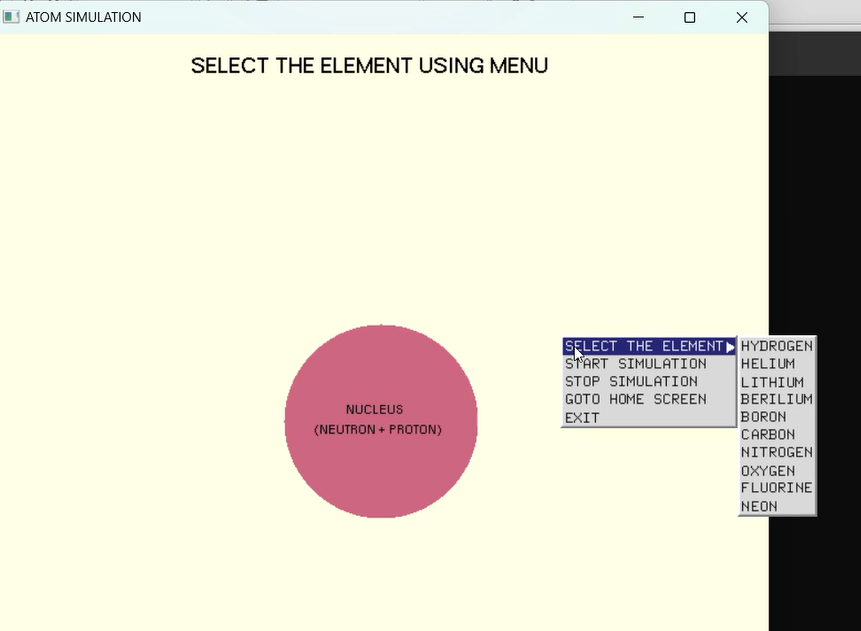 ATOM SIMULATION
SELECT THE ELEMENT USING MENU
NUCLEUS
(NEUTRON + PROTON)
SELECT THE ELEMENT
START SIMULATION
STOP SIMULATION
GOTO HOME SCREEN
EXIT
HYDROGEN
HELIUM
LITHIUM
BERILIUM
BORON
CARBON
NITROGEN
OXYGEN
FLUORINE
NEON